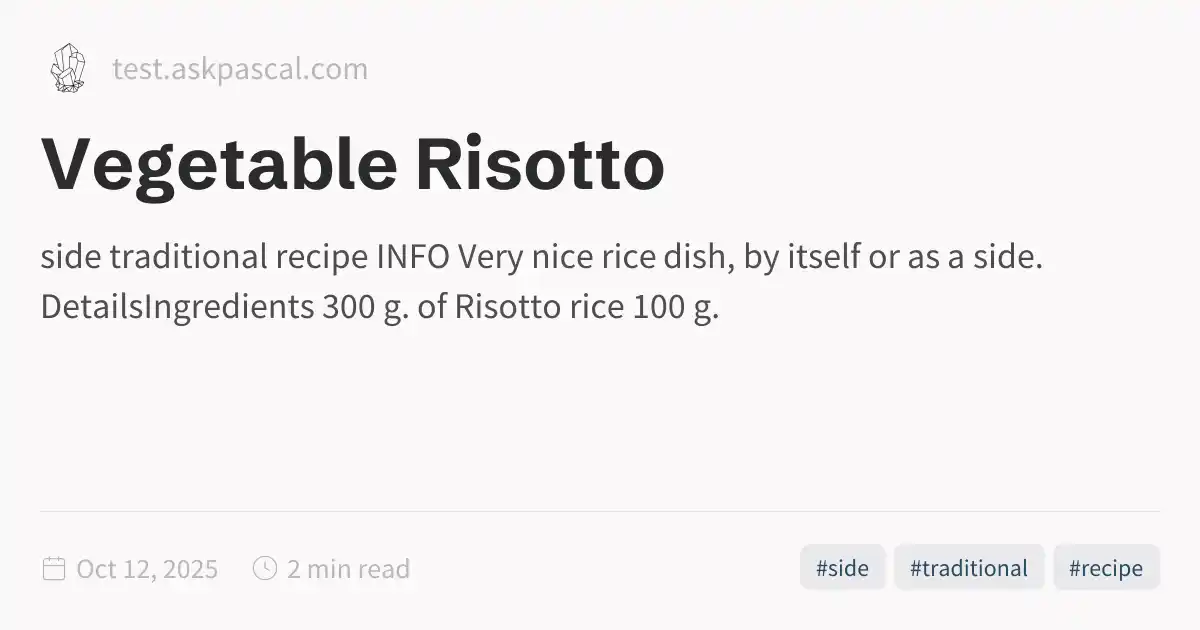 test.askpascal.com
Vegetable Risotto
side traditional recipe INFO Very nice rice dish, by itself or as a side.
DetailsIngredients 300 g. of Risotto rice 100 g.
Oct 12, 2025 2 min read #side #traditional #recipe